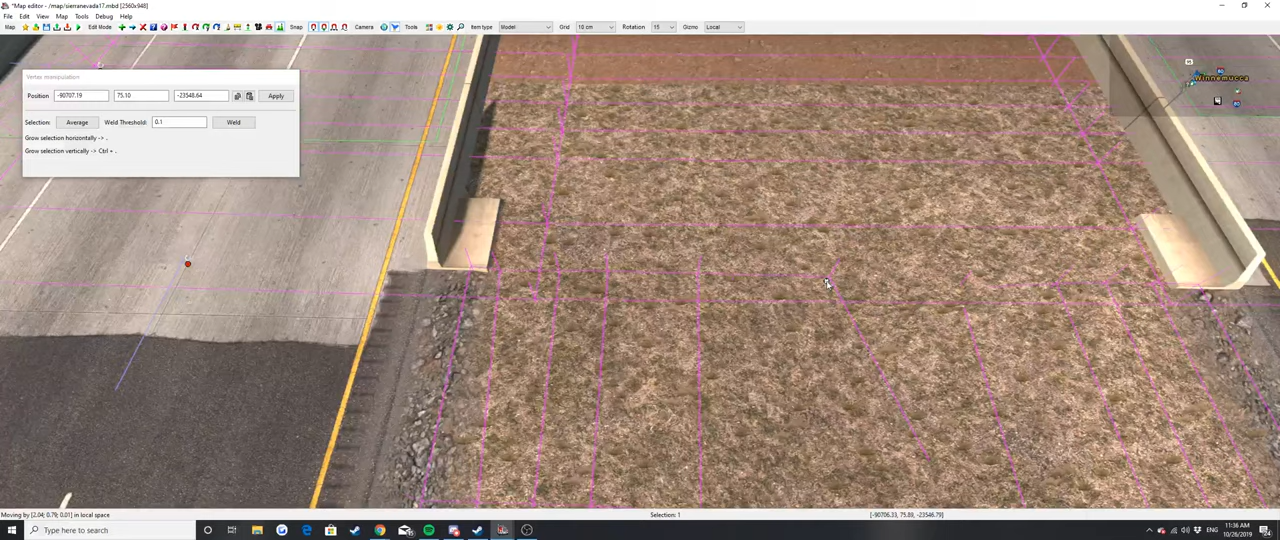 *Map editor - /map/sierranevada17.mbd [2560x948]
File Edit View Map Tools Debug Help
Map Edit Mode Snap Camera Tools Item type Model Grid 10 cm Rotation 15 Gizmo Local
Vertex manipulation
Position -90707.19 75.10 -23548.64 Apply
Selection: Average Weld Threshold: 0.1 Weld
Grow selection horizontally -> .
Grow selection vertically -> Ctrl + .
Winnemucca
Moving by [2.04; 0.79; 0.01] in local space Selection: 1 [-90706.33, 75.89, -23546.79]
Type here to search
ENG 11:36 AM
10/26/2019 24